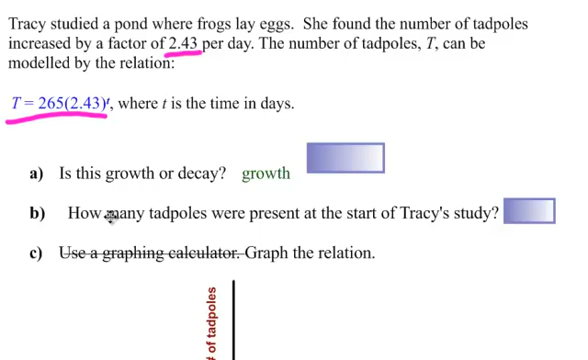 Tracy studied a pond where frogs lay eggs. She found the number of tadpoles
increased by a factor of 2.43 per day. The number of tadpoles, T, can be
modelled by the relation:
T = 265(2.43)ᵗ, where t is the time in days.
a) Is this growth or decay? growth
b) How many tadpoles were present at the start of Tracy's study?
c) Use a graphing calculator. Graph the relation.
# of tadpoles